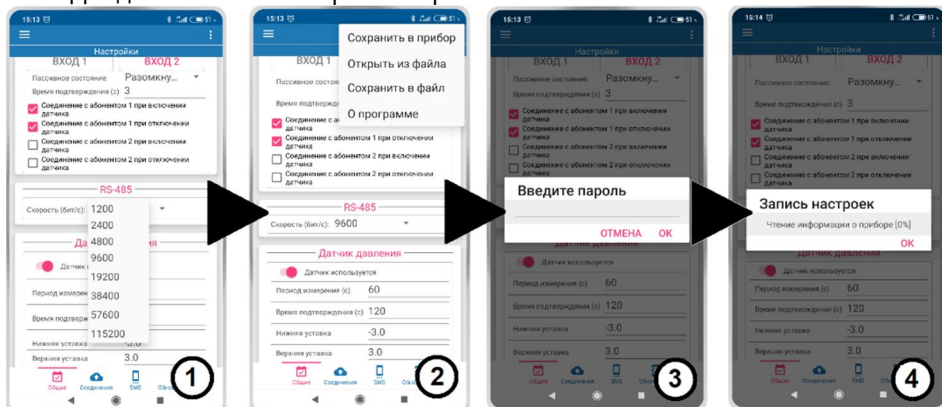 15:13
51
Настройки
ВХОД 1
ВХОД 2
Пассивное состояние:
Разомкну...
Время подтверждения (с)
3
Соединение с абонентом 1 при включении
датчика
Соединение с абонентом 1 при отключении
датчика
Соединение с абонентом 2 при включении
датчика
Соединение с абонентом 2 при отключении
датчика
RS-485
Скорость (бит/с):
1200
2400
4800
9600
19200
38400
57600
115200
Нижняя уставка
-3.0
Верхняя уставка
3.0
Общие
Соединения
SMS
1
15:13
51
Сохранить в прибор
Открыть из файла
Сохранить в файл
О программе
ВХОД 1
Соединение с абонентом 1 при отключении
датчика
Соединение с абонентом 2 при включении
датчика
Соединение с абонентом 2 при отключении
датчика
RS-485
Скорость (бит/с):
9600
Датчик давления
Датчик используется
Период измерения (с)
60
Время подтверждения (с)
120
Нижняя уставка
-3.0
Верхняя уставка
3.0
Общие
Соединения
SMS
2
15:13
51
Настройки
ВХОД 1
ВХОД 2
Пассивное состояние:
Разомкну...
Время подтверждения (с)
3
Соединение с абонентом 1 при включении
датчика
Соединение с абонентом 1 при отключении
датчика
Соединение с абонентом 2 при включении
датчика
Соединение с абонентом 2 при отключении
датчика
Введите пароль
ОТМЕНА
ОК
Датчик давления
Датчик используется
Период измерения (с)
60
Время подтверждения (с)
120
Нижняя уставка
-3.0
Верхняя уставка
3.0
Общие
Соединения
SMS
3
15:14
51
Настройки
ВХОД 1
ВХОД 2
Пассивное состояние:
Разомкну...
Время подтверждения (с)
3
Соединение с абонентом 1 при включении
датчика
Соединение с абонентом 1 при отключении
датчика
Соединение с абонентом 2 при включении
датчика
Соединение с абонентом 2 при отключении
датчика
Запись настроек
Чтение информации о приборе [0%]
ОК
Датчик давления
Датчик используется
Период измерения (с)
60
Время подтверждения (с)
120
Нижняя уставка
-3.0
Верхняя уставка
3.0
Общие
Соединения
SMS
4